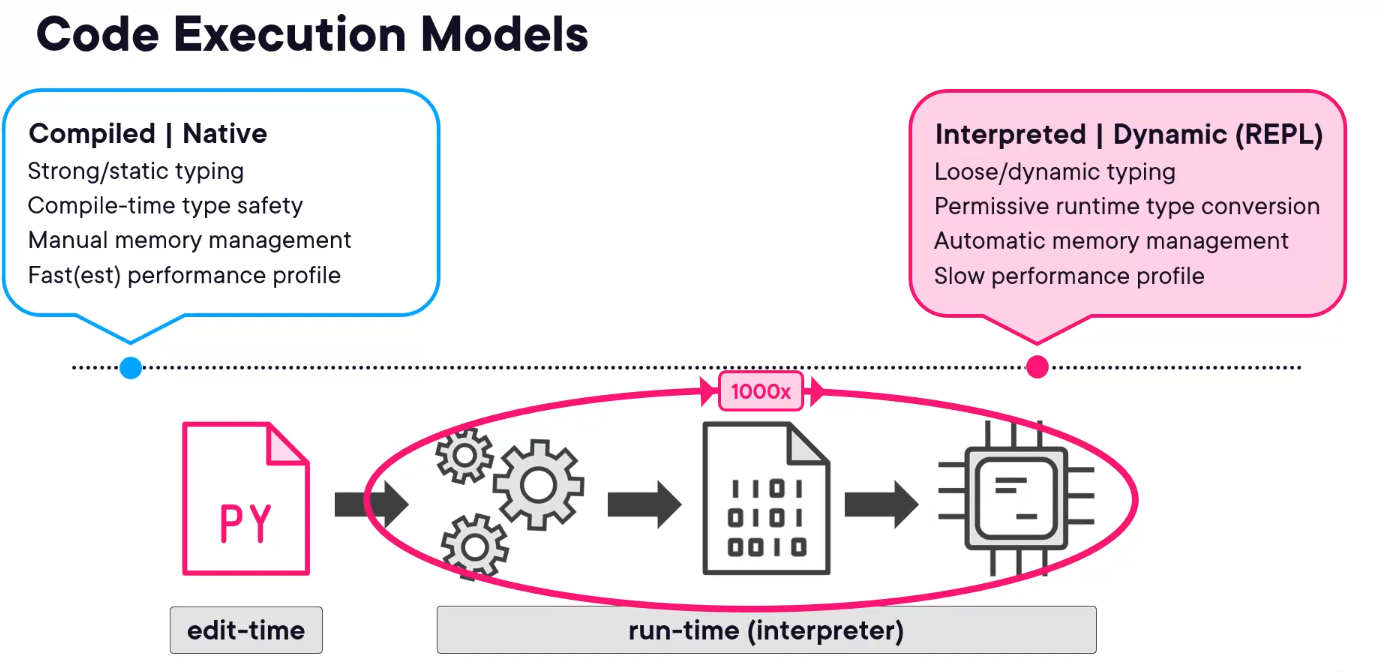 Code Execution Models
Compiled | Native
Strong/static typing
Compile-time type safety
Manual memory management
Fast(est) performance profile
Interpreted | Dynamic (REPL)
Loose/dynamic typing
Permissive runtime type conversion
Automatic memory management
Slow performance profile
1000x
PY
1101
0101
0010
edit-time
run-time (interpreter)